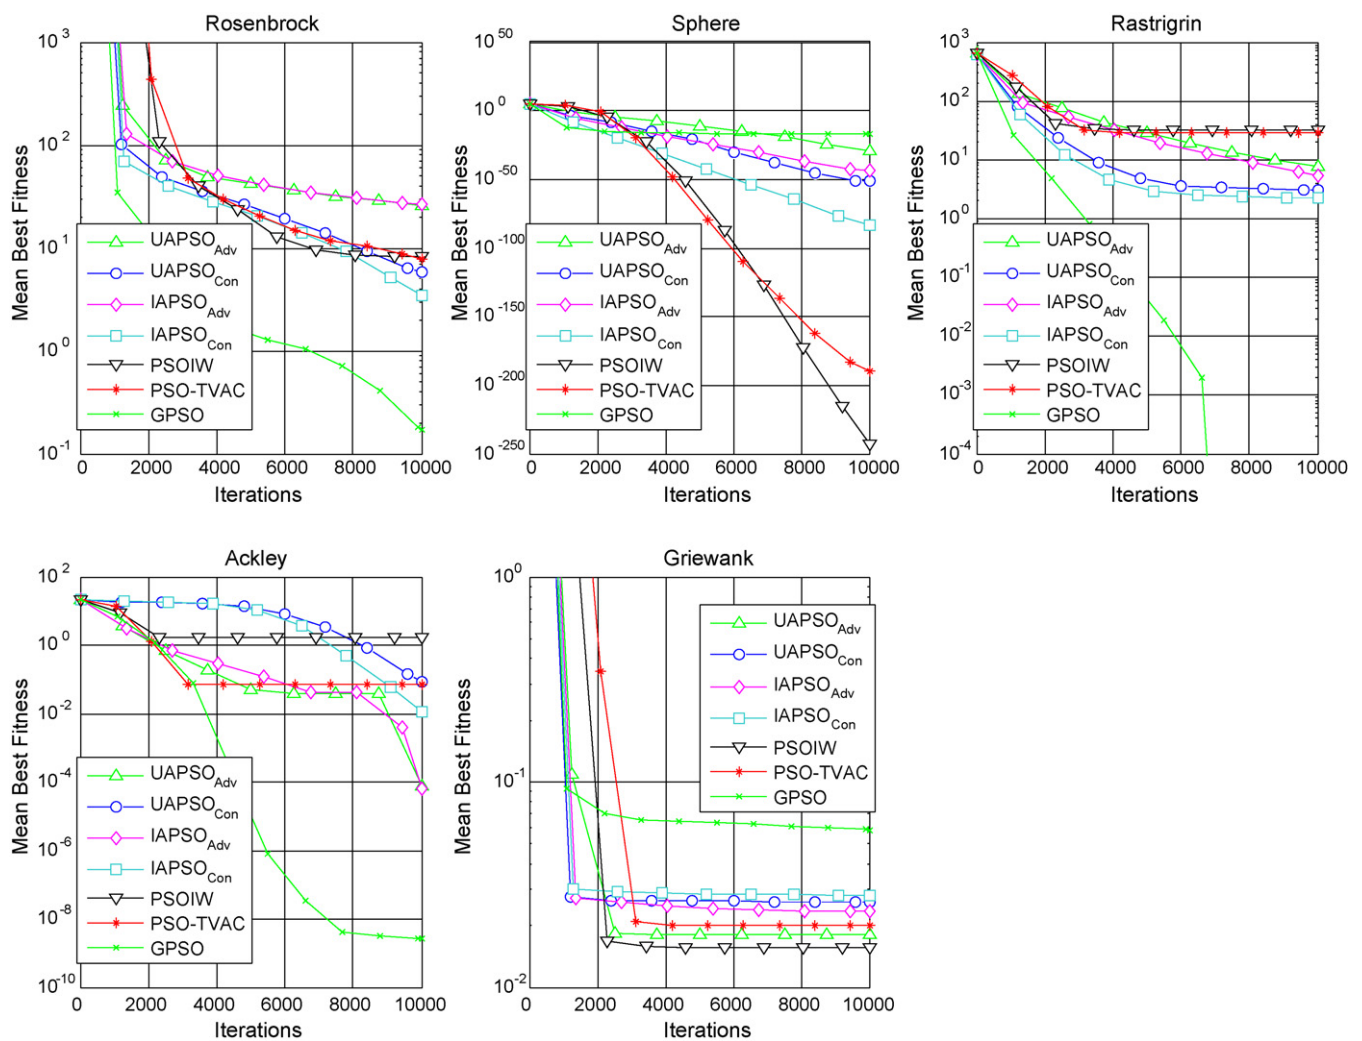 Rosenbrock
Mean Best Fitness
10^3
10^2
10^1
10^0
10^-1
UAPSO_Adv
UAPSO_Con
IAPSO_Adv
IAPSO_Con
PSOIW
PSO-TVAC
GPSO
0 2000 4000 6000 8000 10000
Iterations
Sphere
Mean Best Fitness
10^50
10^0
10^-50
10^-100
10^-150
10^-200
10^-250
UAPSO_Adv
UAPSO_Con
IAPSO_Adv
IAPSO_Con
PSOIW
PSO-TVAC
GPSO
0 2000 4000 6000 8000 10000
Iterations
Rastrigrin
Mean Best Fitness
10^3
10^2
10^1
10^0
10^-1
10^-2
10^-3
10^-4
UAPSO_Adv
UAPSO_Con
IAPSO_Adv
IAPSO_Con
PSOIW
PSO-TVAC
GPSO
0 2000 4000 6000 8000 10000
Iterations
Ackley
Mean Best Fitness
10^2
10^0
10^-2
10^-4
10^-6
10^-8
10^-10
UAPSO_Adv
UAPSO_Con
IAPSO_Adv
IAPSO_Con
PSOIW
PSO-TVAC
GPSO
0 2000 4000 6000 8000 10000
Iterations
Griewank
Mean Best Fitness
10^0
10^-1
10^-2
UAPSO_Adv
UAPSO_Con
IAPSO_Adv
IAPSO_Con
PSOIW
PSO-TVAC
GPSO
0 2000 4000 6000 8000 10000
Iterations